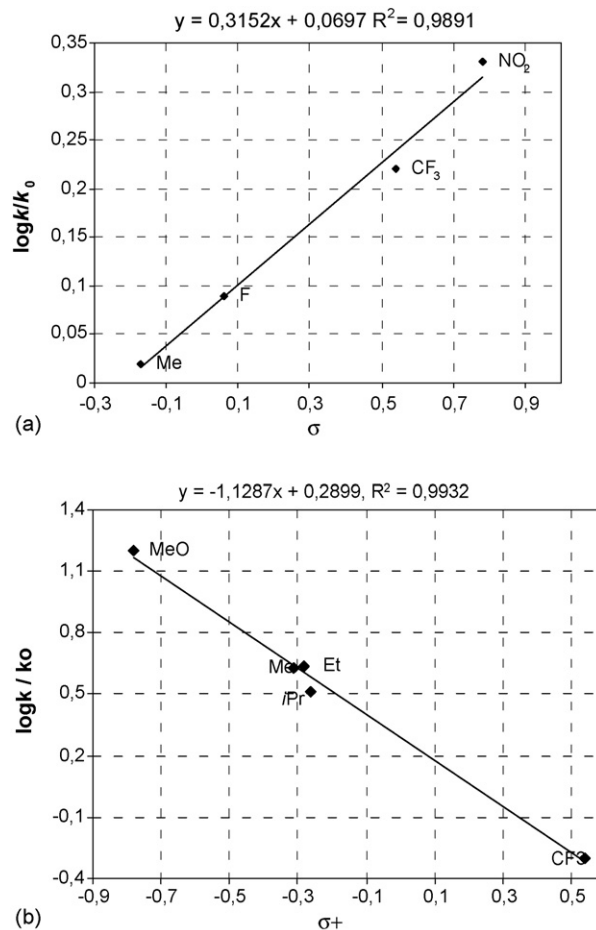 y = 0,3152x + 0,0697 R² = 0,9891
0,35
0,3
0,25
0,2
0,15
0,1
0,05
0
logk/k₀
NO₂
CF₃
F
Me
-0,3 -0,1 0,1 0,3 0,5 0,7 0,9
σ
(a)
y = -1,1287x + 0,2899, R² = 0,9932
1,4
1,1
0,8
0,5
0,2
-0,1
-0,4
logk / ko
MeO
Me Et
iPr
CFS
-0,9 -0,7 -0,5 -0,3 -0,1 0,1 0,3 0,5
σ+
(b)